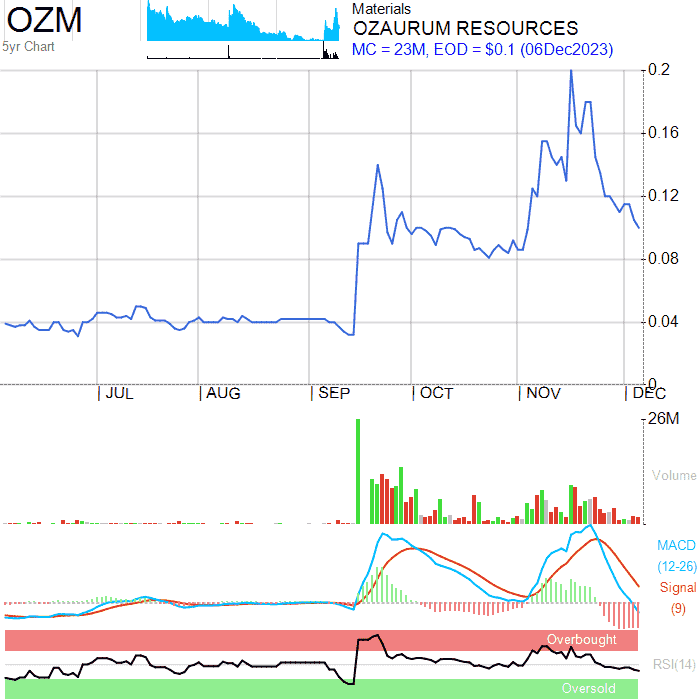 OZM
5yr Chart
Materials
OZAURUM RESOURCES
MC = 23M, EOD = $0.1 (06Dec2023)
0.2
0.16
0.12
0.08
0.04
0
JUL
AUG
SEP
OCT
NOV
DEC
26M
Volume
MACD
(12-26)
Signal
(9)
Overbought
RSI(14)
Oversold